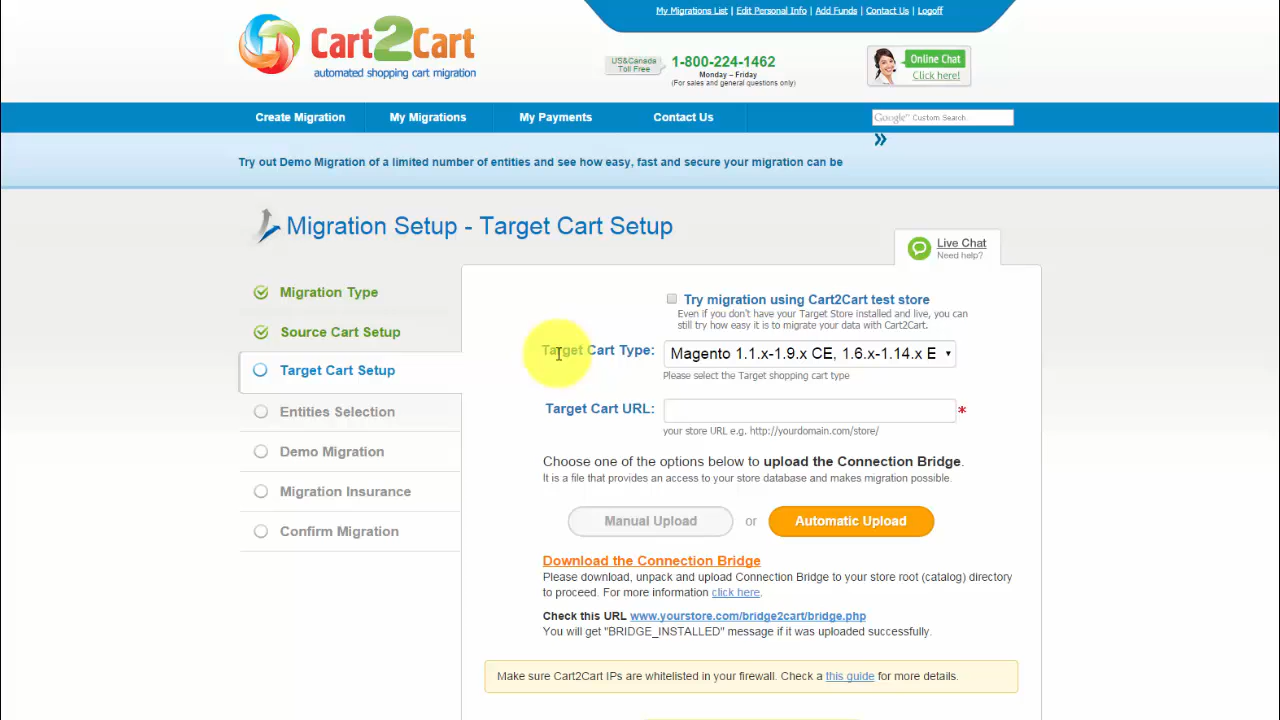 My Migrations List | Edit Personal Info | Add Funds | Contact Us | Logoff
Cart2Cart
automated shopping cart migration
US&Canada
Toll Free
1-800-224-1462
Monday – Friday
(For sales and general questions only)
Online Chat
Click here!
Create Migration
My Migrations
My Payments
Contact Us
Google™ Custom Search
»
Try out Demo Migration of a limited number of entities and see how easy, fast and secure your migration can be
Migration Setup - Target Cart Setup
Live Chat
Need help?
Migration Type
Source Cart Setup
Target Cart Setup
Entities Selection
Demo Migration
Migration Insurance
Confirm Migration
Try migration using Cart2Cart test store
Even if you don't have your Target Store installed and live, you can
still try how easy it is to migrate your data with Cart2Cart.
Target Cart Type:
Magento 1.1.x-1.9.x CE, 1.6.x-1.14.x E
Please select the Target shopping cart type
Target Cart URL:
*
your store URL e.g. http://yourdomain.com/store/
Choose one of the options below to upload the Connection Bridge.
It is a file that provides an access to your store database and makes migration possible.
Manual Upload or Automatic Upload
Download the Connection Bridge
Please download, unpack and upload Connection Bridge to your store root (catalog) directory
to proceed. For more information click here.
Check this URL www.yourstore.com/bridge2cart/bridge.php
You will get "BRIDGE_INSTALLED" message if it was uploaded successfully.
Make sure Cart2Cart IPs are whitelisted in your firewall. Check a this guide for more details.